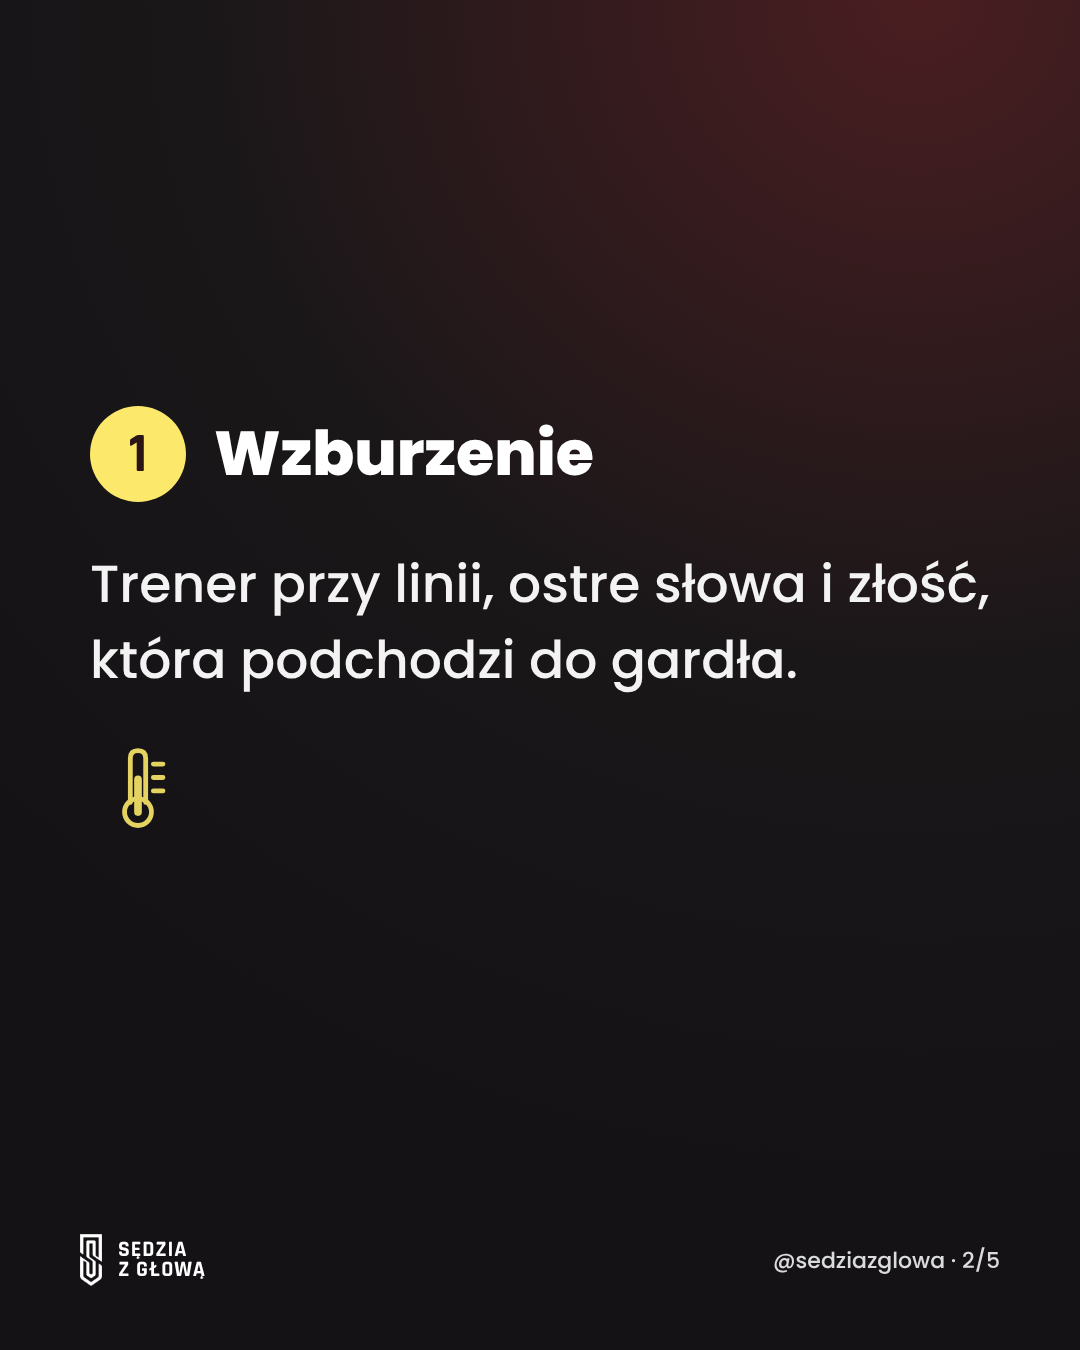 1 Wzburzenie
Trener przy linii, ostre słowa i złość,
która podchodzi do gardła.
SĘDZIA
Z GŁOWĄ
@sedziazglowa · 2/5